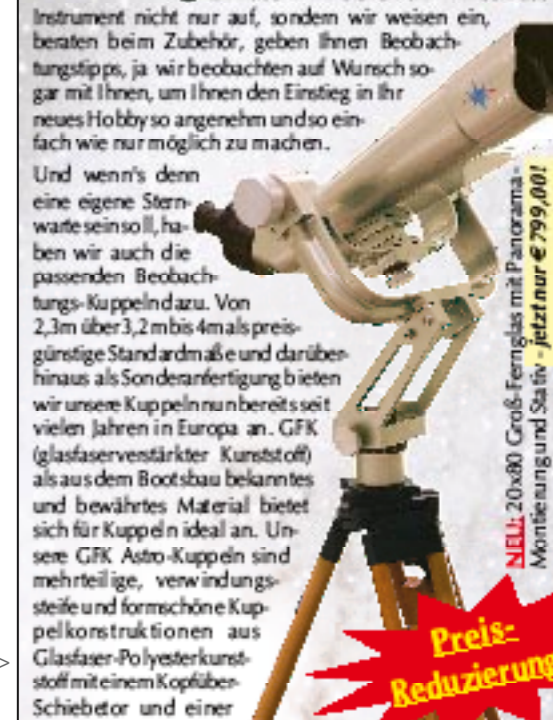 Instrument nicht nur auf, sondern wir weisen ein,
beraten beim Zubehör, geben Ihnen Beobach-
tungstipps, ja wir beobachten auf Wunsch so-
gar mit Ihnen, um Ihnen den Einstieg in Ihr
neues Hobby so angenehm und so ein-
fach wie nur möglich zu machen.
Und wenn's denn
eine eigene Stern-
warte sein soll, ha-
ben wir auch die
passenden Beobach-
tungs-Kuppeln dazu. Von
2,3m über 3,2m bis 4m als preis-
günstige Standardmaße und darüber
hinaus als Sonderanfertigung bieten
wir unsere Kuppeln nun bereits seit
vielen Jahren in Europa an. GFK
(glasfaserverstärkter Kunststoff)
als aus dem Bootsbau bekanntes
und bewährtes Material bietet
sich für Kuppeln ideal an. Un-
sere GFK Astro-Kuppeln sind
mehrteilige, verwindungs-
steife und formschöne Kup-
pelkonstruktionen aus
Glasfaser-Polyesterkunst-
stoff mit einem Kopfüber-
Schiebetor und einer
NEU: 20x80 Groß-Fernglas mit Panorama-
Montierung und Stativ - jetzt nur € 799,00!
Preis-
Reduzierung
>